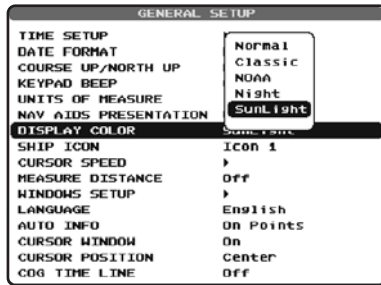 GENERAL SETUP
TIME SETUP
DATE FORMAT
COURSE UP/NORTH UP
KEYPAD BEEP
UNITS OF MEASURE
NAV AIDS PRESENTATION
Normal
Classic
NOAA
Night
SunLight
DISPLAY COLOR SunLight
SHIP ICON Icon 1
CURSOR SPEED
MEASURE DISTANCE Off
WINDOWS SETUP
LANGUAGE English
AUTO INFO On Points
CURSOR WINDOW On
CURSOR POSITION Center
COG TIME LINE Off